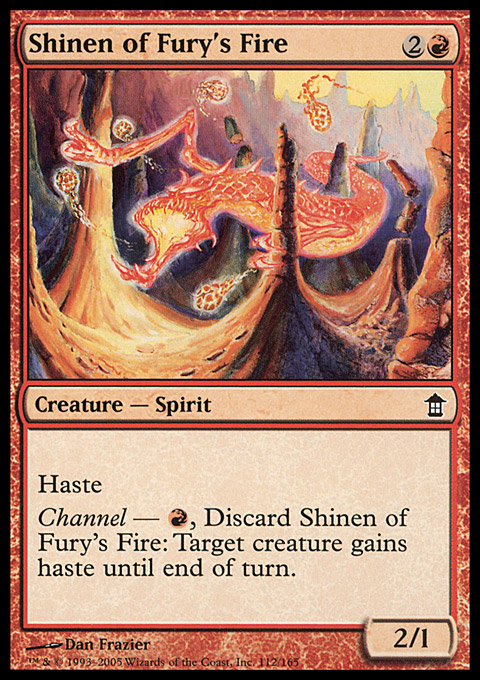 Shinen of Fury's Fire 2
Creature — Spirit
Haste
Channel — , Discard Shinen of
Fury's Fire: Target creature gains
haste until end of turn.
2/1
Dan Frazier
™ & © 1993–2005 Wizards of the Coast, Inc. 112/165